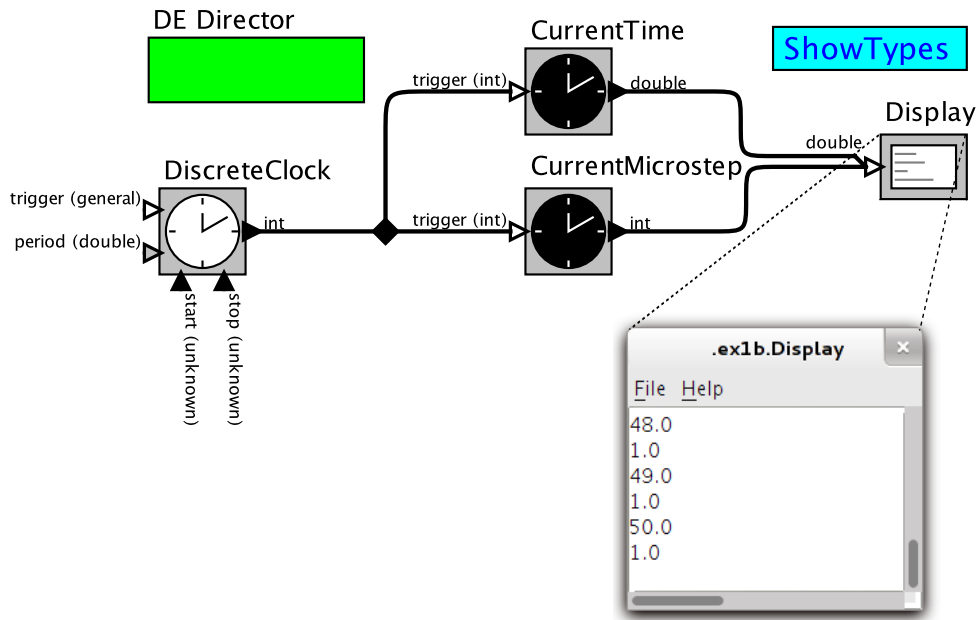 DE Director
CurrentTime
ShowTypes
trigger (int)
double
Display
double
DiscreteClock
CurrentMicrostep
trigger (general)
int
trigger (int)
int
period (double)
start (unknown)
stop (unknown)
.ex1b.Display
×
File Help
48.0
1.0
49.0
1.0
50.0
1.0